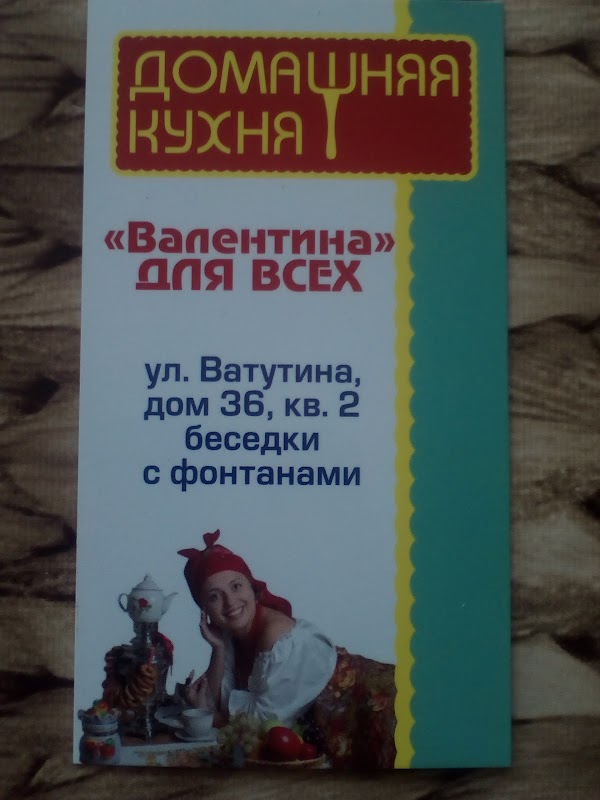 ДОМАШНЯЯ
КУХНЯ
«Валентина»
ДЛЯ ВСЕХ
ул. Ватутина,
дом 36, кв. 2
беседки
с фонтанами